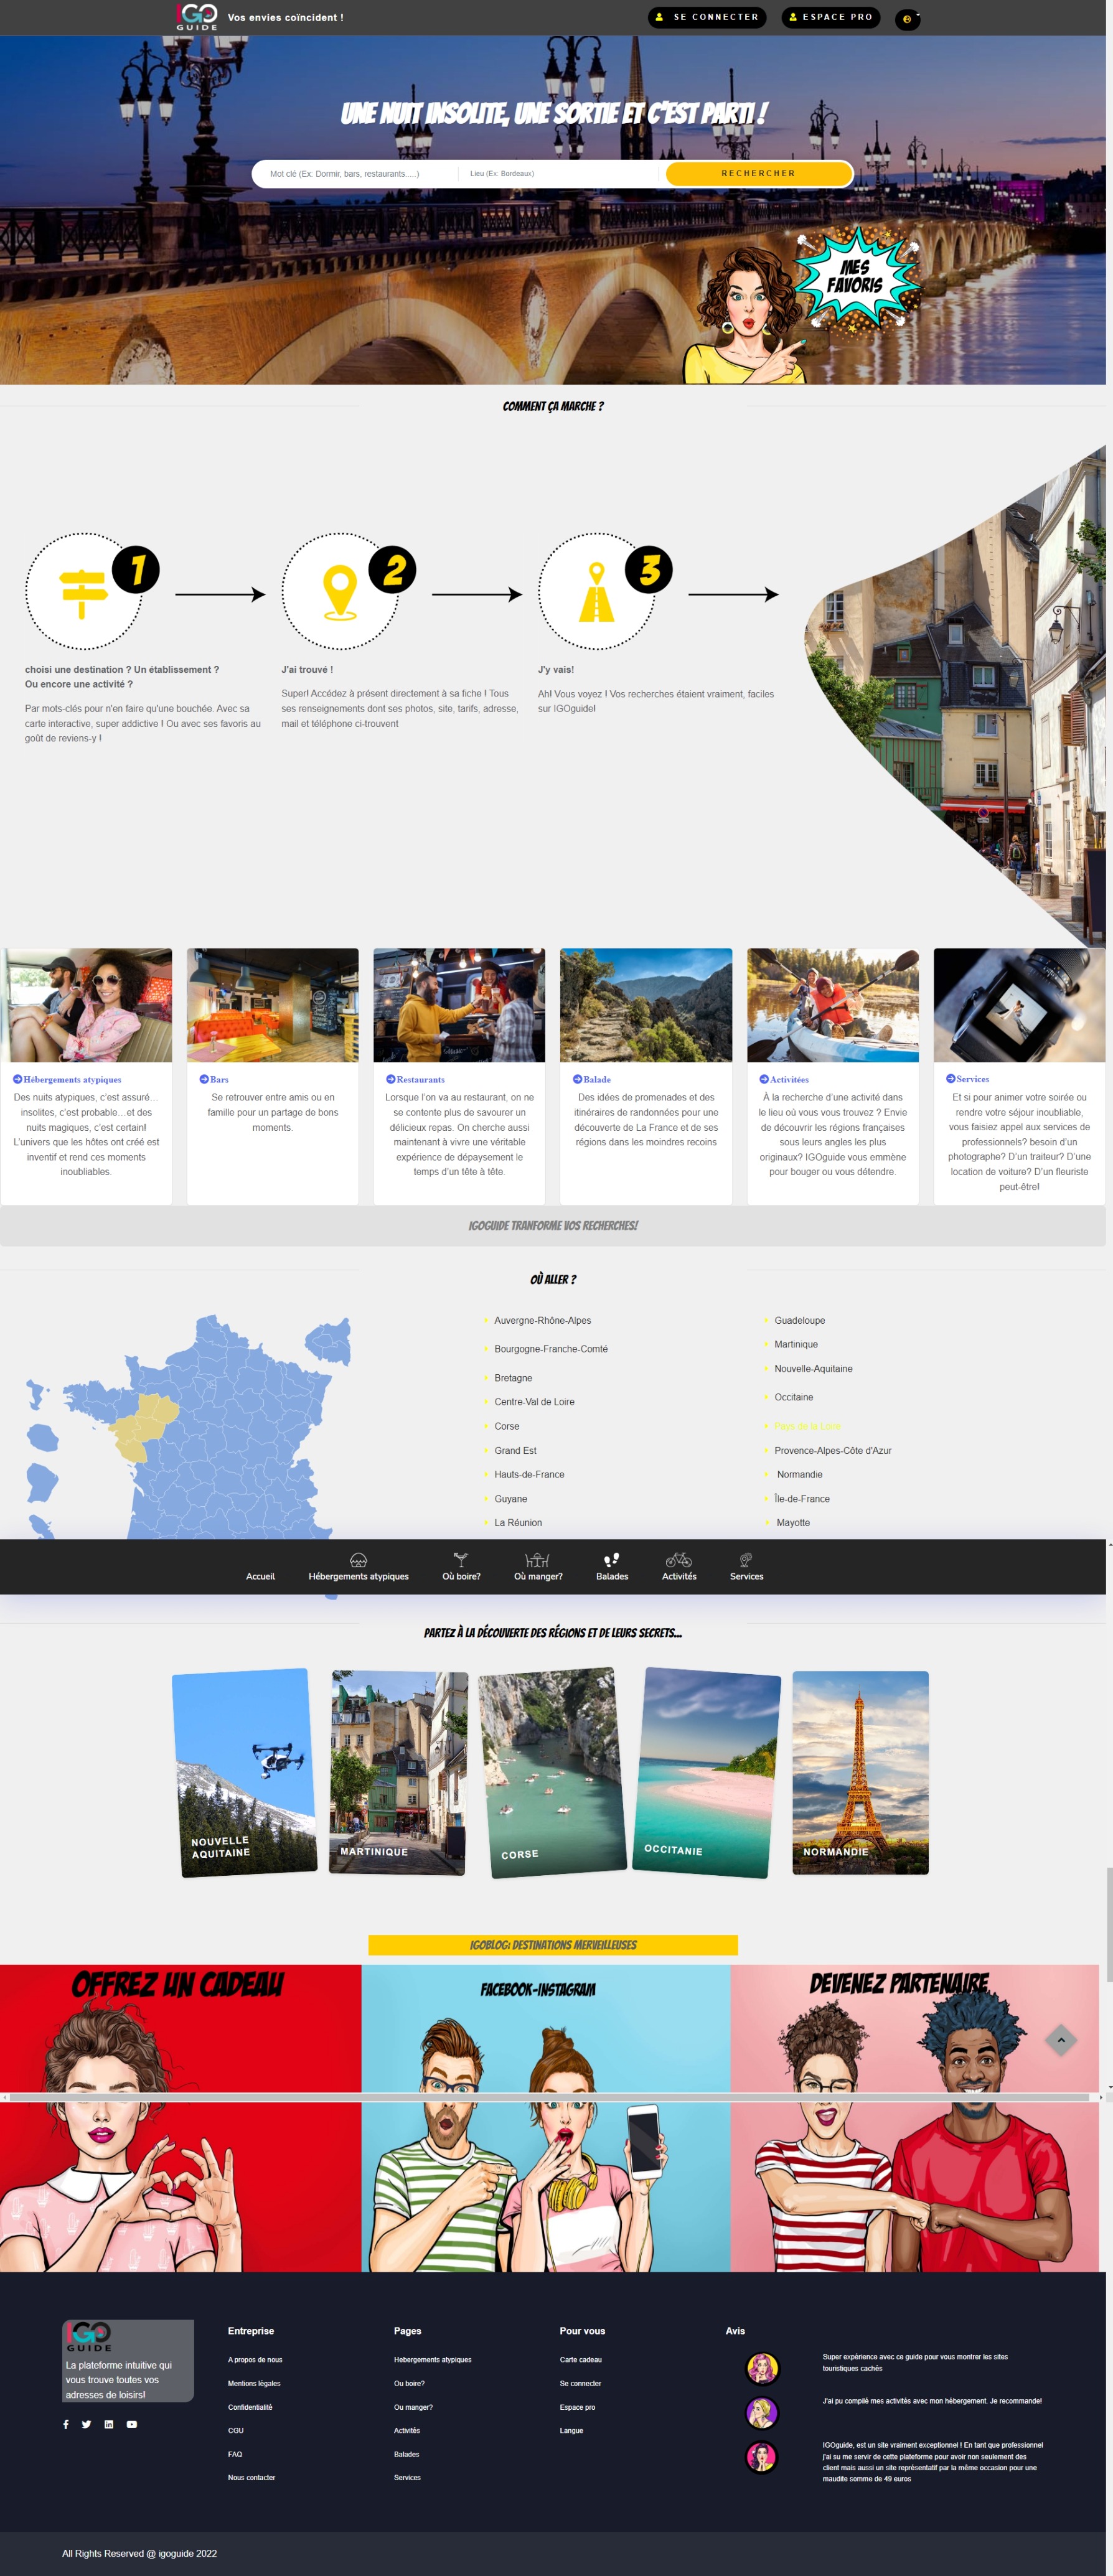 IGO
GUIDE
Vos envies coïncident !
SE CONNECTER
ESPACE PRO
UNE NUIT INSOLITE, UNE SORTIE ET C'EST PARTI !
Mot clé (Ex: Dormir, bars, restaurants.....)
Lieu (Ex: Bordeaux)
RECHERCHER
MES
FAVORIS
COMMENT ÇA MARCHE ?
1
2
3
choisi une destination ? Un établissement ?
Ou encore une activité ?
Par mots-clés pour n'en faire qu'une bouchée. Avec sa
carte interactive, super addictive ! Ou avec ses favoris au
goût de reviens-y !
J'ai trouvé !
Super! Accédez à présent directement à sa fiche ! Tous
ses renseignements dont ses photos, site, tarifs, adresse,
mail et téléphone ci-trouvent
J'y vais!
Ah! Vous voyez ! Vos recherches étaient vraiment, faciles
sur IGOguide!
Hébergements atypiques
Des nuits atypiques, c'est assuré…
insolites, c'est probable…et des
nuits magiques, c'est certain!
L'univers que les hôtes ont créé est
inventif et rend ces moments
inoubliables.
Bars
Se retrouver entre amis ou en
famille pour un partage de bons
moments.
Restaurants
Lorsque l'on va au restaurant, on ne
se contente plus de savourer un
délicieux repas. On cherche aussi
maintenant à vivre une véritable
expérience de dépaysement le
temps d'un tête à tête.
Balade
Des idées de promenades et des
itinéraires de randonnées pour une
découverte de La France et de ses
régions dans les moindres recoins
Activitées
À la recherche d'une activité dans
le lieu où vous vous trouvez ? Envie
de découvrir les régions françaises
sous leurs angles les plus
originaux? IGOguide vous emmène
pour bouger ou vous détendre.
Services
Et si pour animer votre soirée ou
rendre votre séjour inoubliable,
vous faisiez appel aux services de
professionnels? besoin d'un
photographe? D'un traiteur? D'une
location de voiture? D'un fleuriste
peut-être!
IGOGUIDE TRANFORME VOS RECHERCHES!
OÙ ALLER ?
Auvergne-Rhône-Alpes
Bourgogne-Franche-Comté
Bretagne
Centre-Val de Loire
Corse
Grand Est
Hauts-de-France
Guyane
La Réunion
Guadeloupe
Martinique
Nouvelle-Aquitaine
Occitaine
Pays de la Loire
Provence-Alpes-Côte d'Azur
Normandie
Île-de-France
Mayotte
Accueil
Hébergements atypiques
Où boire?
Où manger?
Balades
Activités
Services
PARTEZ À LA DÉCOUVERTE DES RÉGIONS ET DE LEURS SECRETS...
NOUVELLE
AQUITAINE
MARTINIQUE
CORSE
OCCITANIE
NORMANDIE
IGOBLOG: DESTINATIONS MERVEILLEUSES
OFFREZ UN CADEAU
FACEBOOK-INSTAGRAM
DEVENEZ PARTENAIRE
IGO
GUIDE
La plateforme intuitive qui
vous trouve toutes vos
adresses de loisirs!
Entreprise
A propos de nous
Mentions légales
Confidentialité
CGU
FAQ
Nous contacter
Pages
Hebergements atypiques
Ou boire?
Ou manger?
Activités
Balades
Services
Pour vous
Carte cadeau
Se connecter
Espace pro
Langue
Avis
Super expérience avec ce guide pour vous montrer les sites
touristiques cachés
J'ai pu compilé mes activités avec mon hébergement. Je recommande!
IGOguide, est un site vraiment exceptionnel ! En tant que professionnel
j'ai su me servir de cette plateforme pour avoir non seulement des
client mais aussi un site représentatif par la même occasion pour une
maudite somme de 49 euros
All Rights Reserved @ igoguide 2022